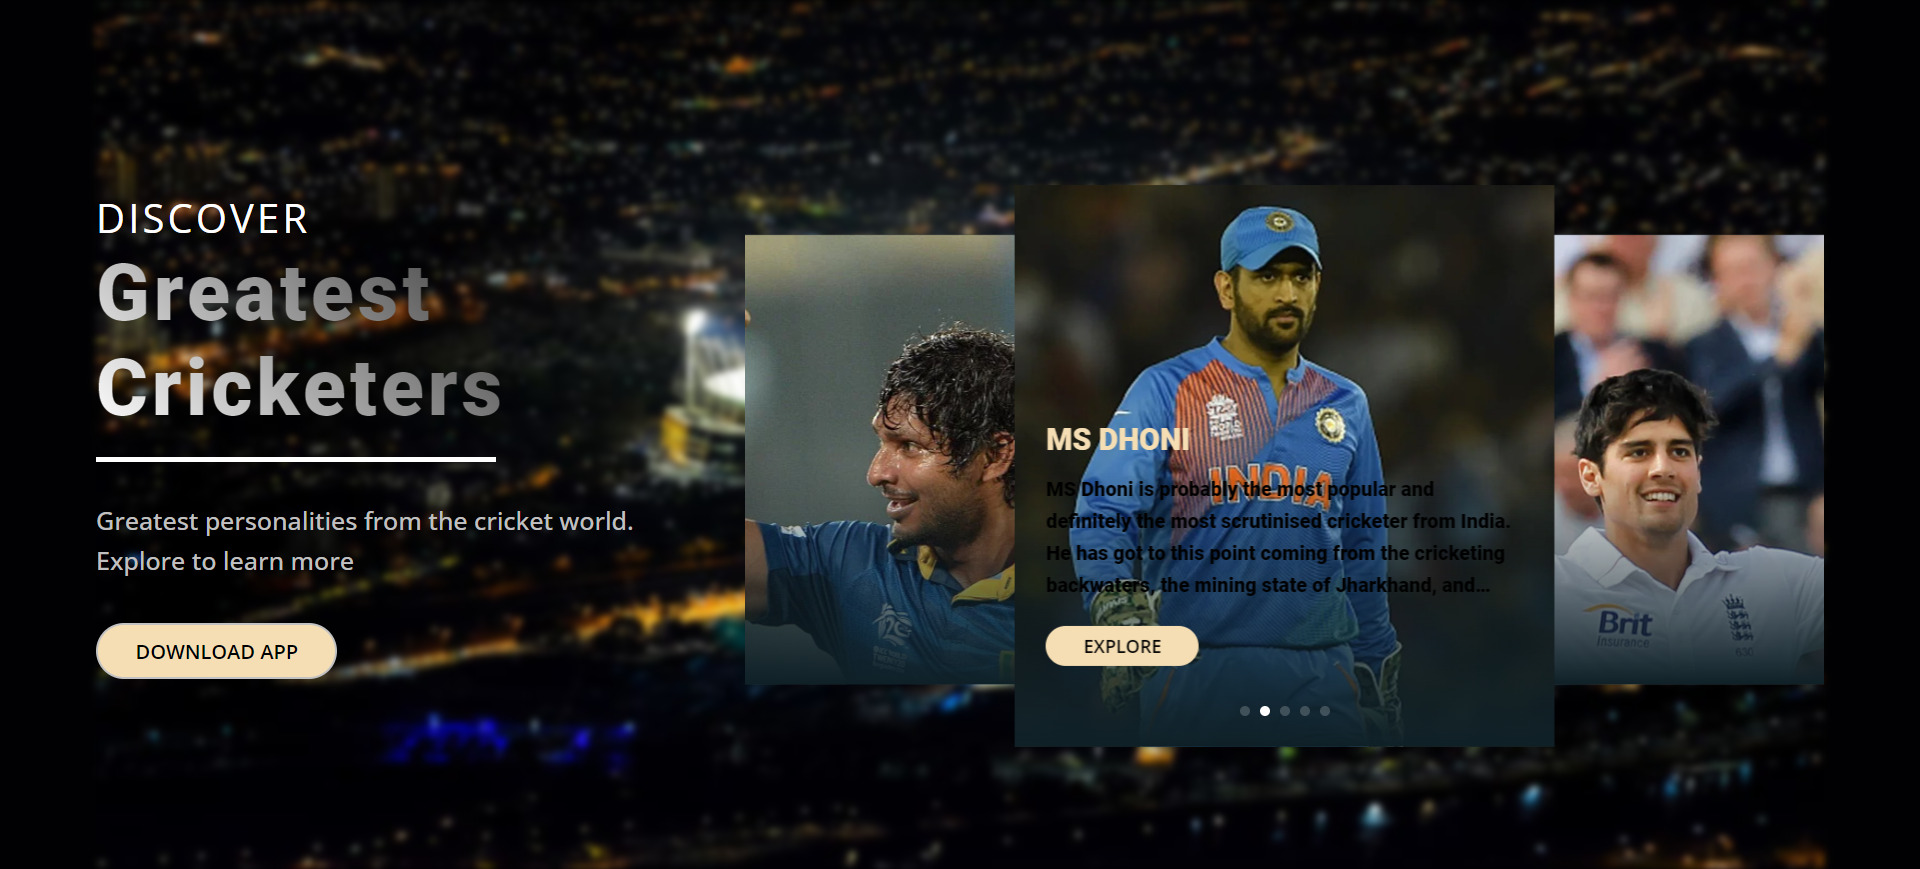 DISCOVER
Greatest
Cricketers
Greatest personalities from the cricket world.
Explore to learn more
DOWNLOAD APP
MS DHONI
MS Dhoni is probably the most popular and
definitely the most scrutinised cricketer from India.
He has got to this point coming from the cricketing
backwaters, the mining state of Jharkhand, and...
EXPLORE
INDIA
Brit
Insurance
630